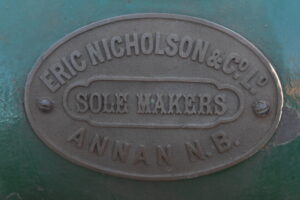 ERIC NICHOLSON & Co. LD
SOLE MAKERS
ANNAN N.B.